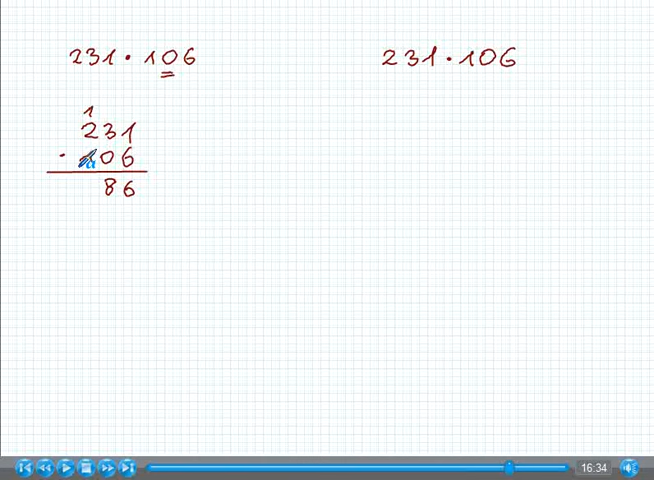 231 · 106
231 · 106
1
231
· 106
86
16:34